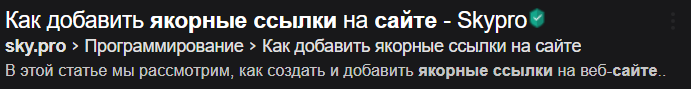 Как добавить якорные ссылки на сайте - Skypro
sky.pro › Программирование › Как добавить якорные ссылки на сайте
В этой статье мы рассмотрим, как создать и добавить якорные ссылки на веб-сайте..